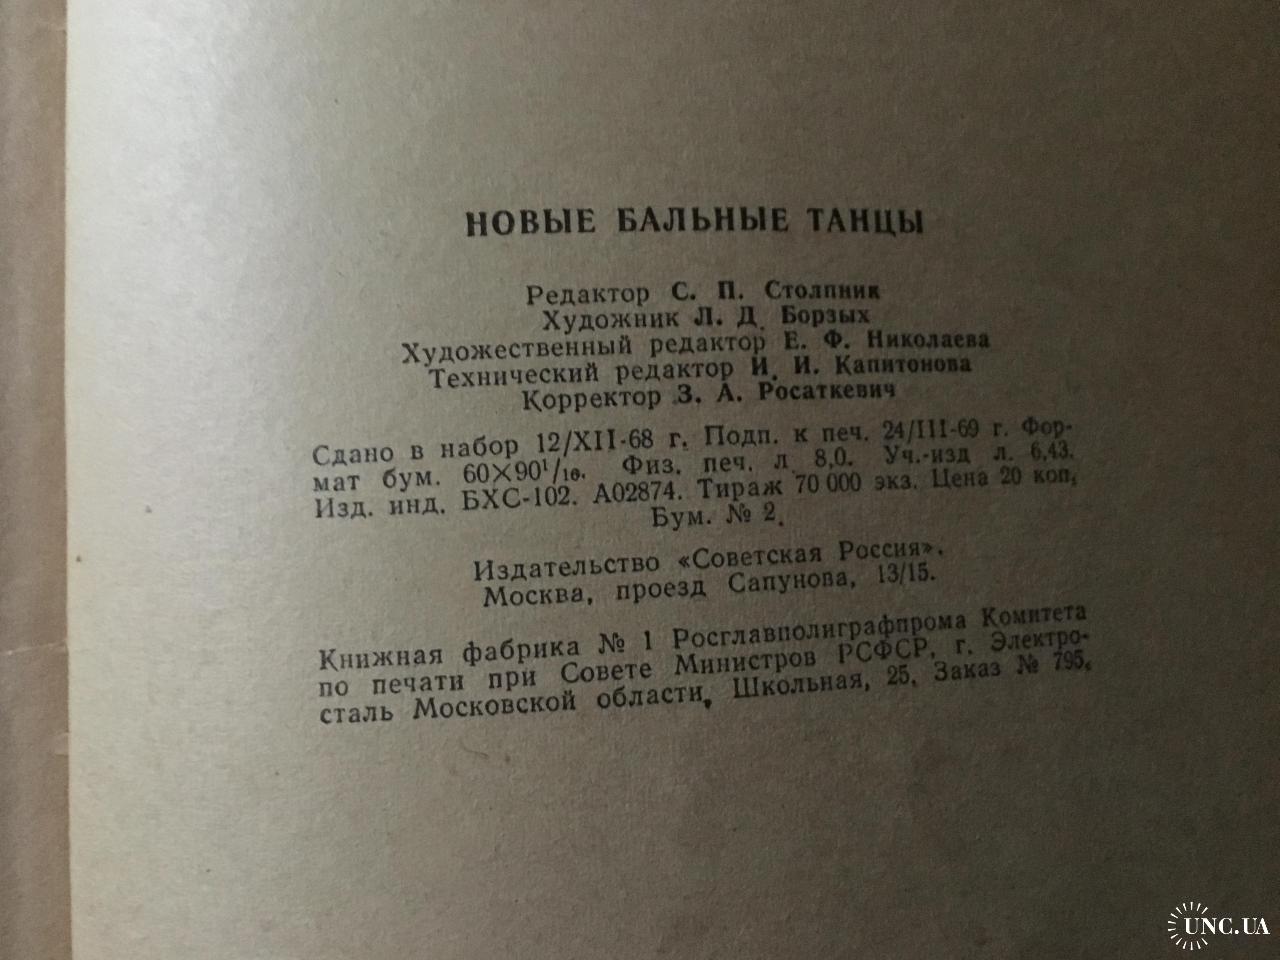 НОВЫЕ БАЛЬНЫЕ ТАНЦЫ
Редактор С. П. Столпник
Художник Л. Д. Борзых
Художественный редактор Е. Ф. Николаева
Технический редактор И. И. Капитонова
Корректор З. А. Росаткевич
Сдано в набор 12/XII-68 г. Подп. к печ. 24/III-69 г. Фор-
мат бум. 60×90¹/₁₆. Физ. печ. л. 8,0. Уч.-изд л. 6,43.
Изд. инд. БХС-102. А02874. Тираж 70 000 экз. Цена 20 коп.
Бум. № 2.
Издательство «Советская Россия».
Москва, проезд Сапунова, 13/15.
Книжная фабрика № 1 Росглавполиграфпрома Комитета
по печати при Совете Министров РСФСР, г. Электро-
сталь Московской области, Школьная, 25. Заказ № 795.
UNC.UA